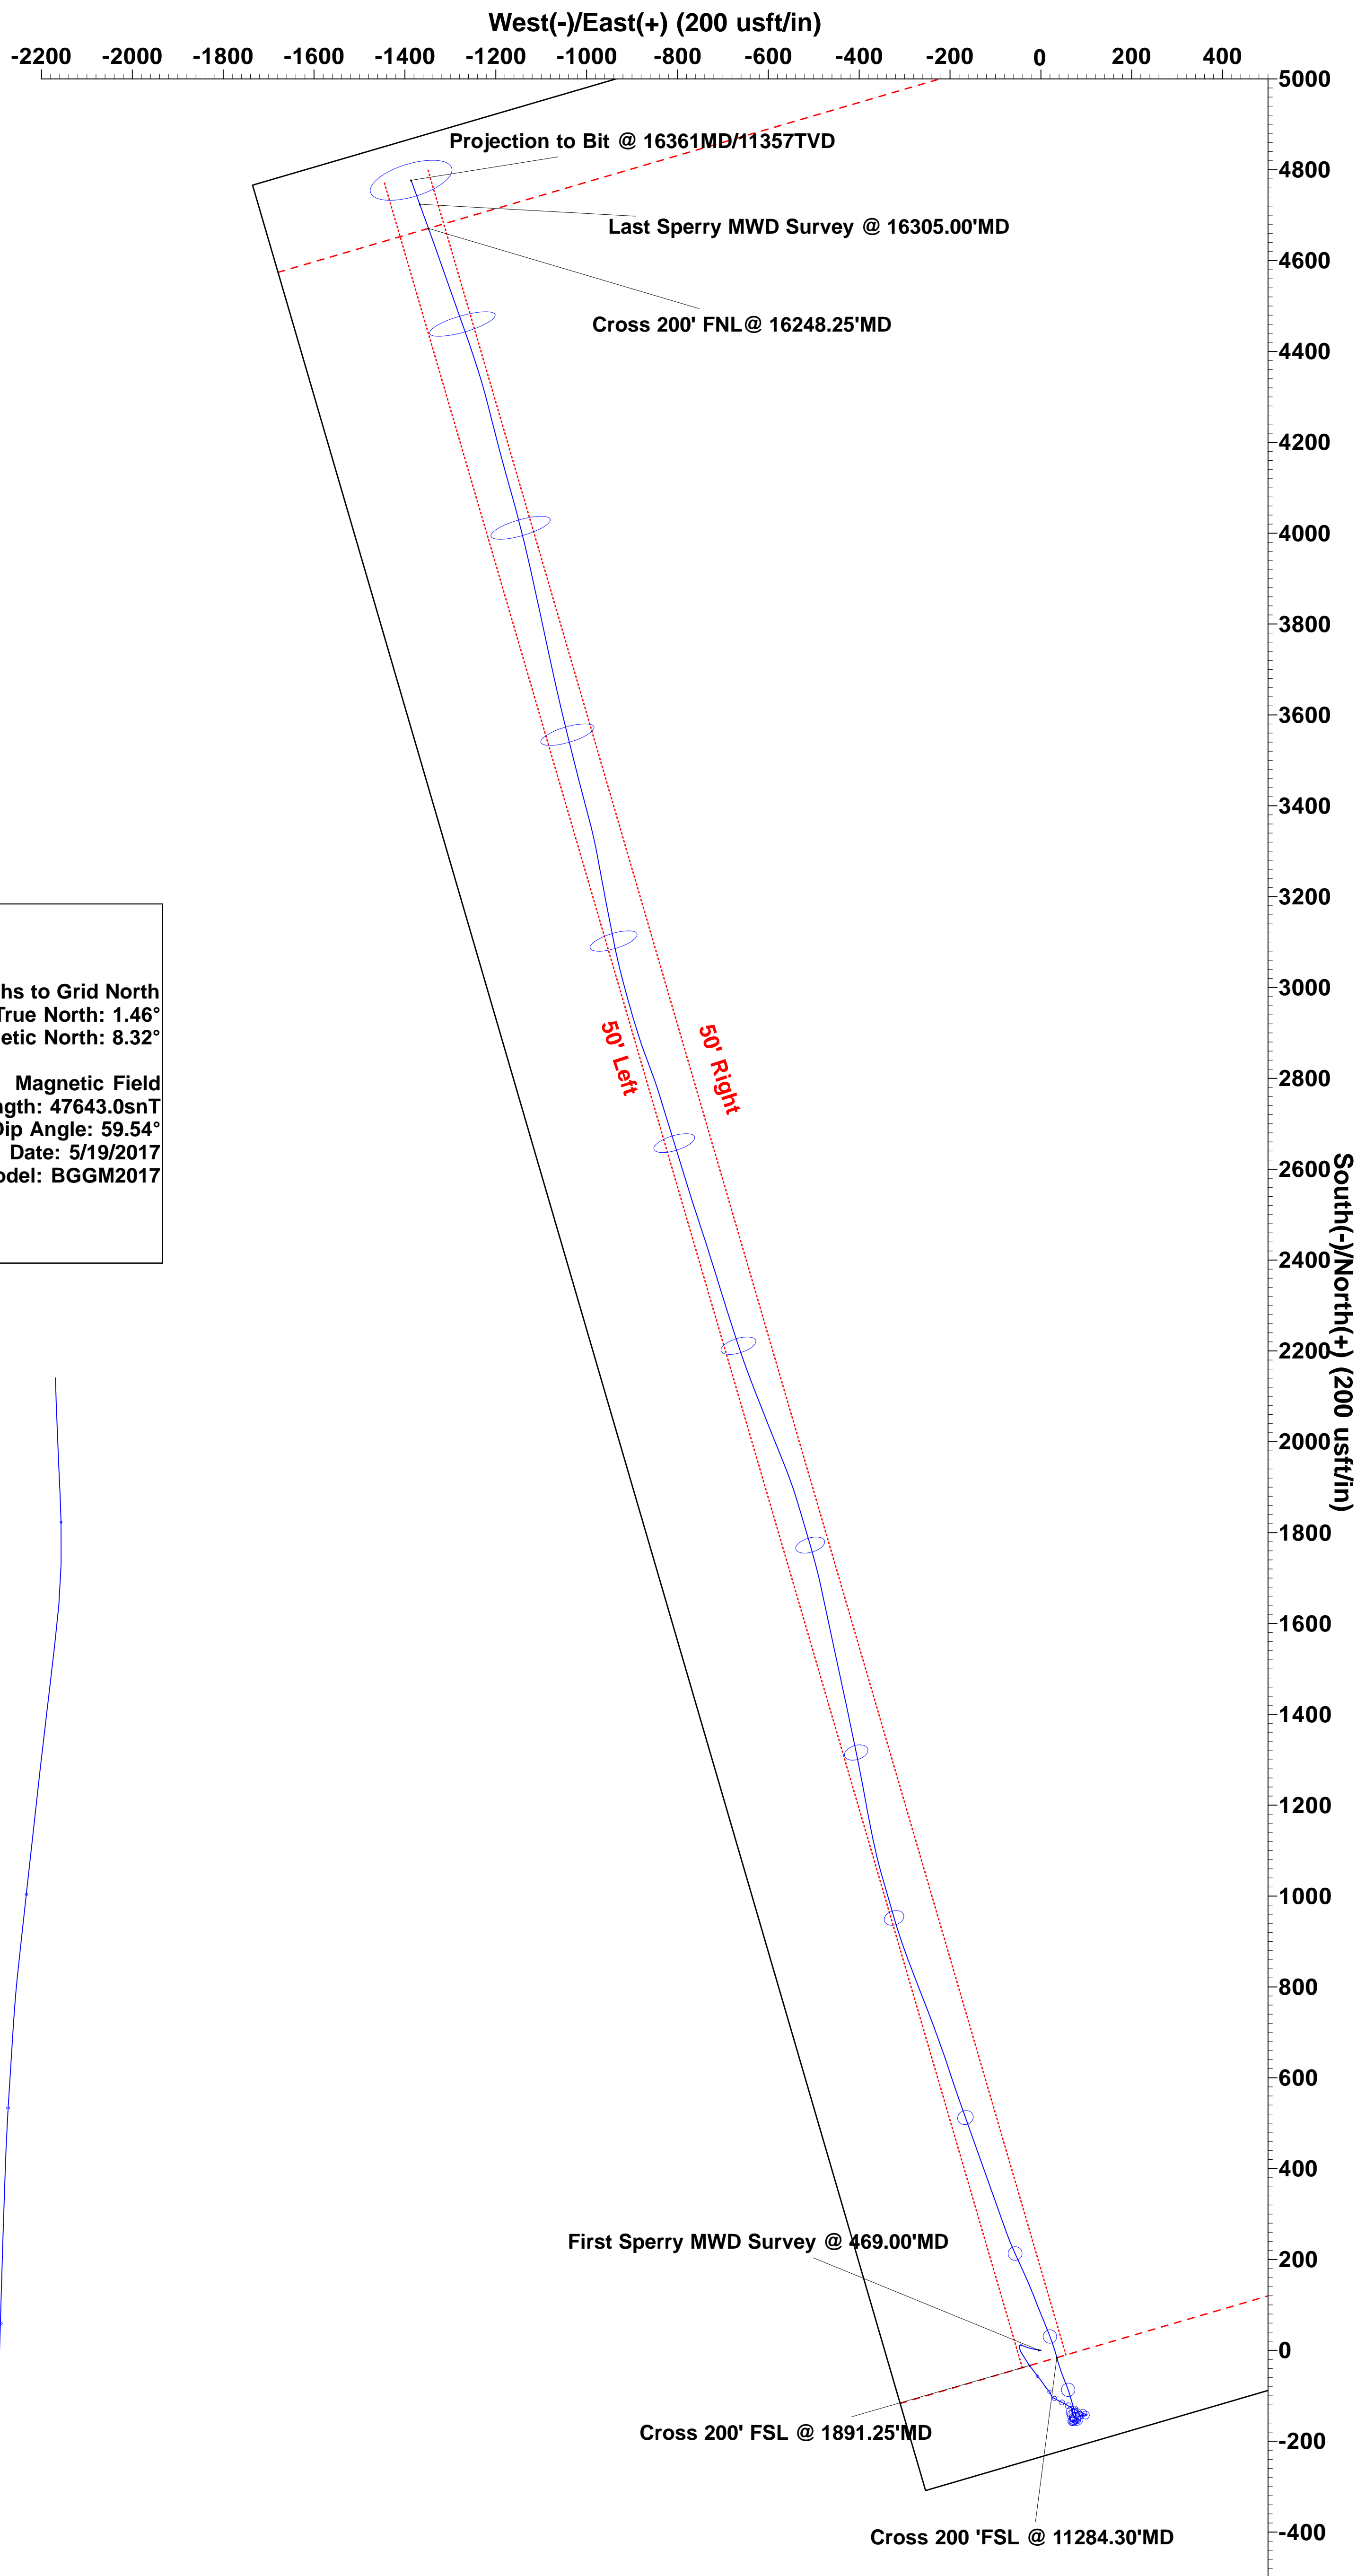 West(-)/East(+) (200 usft/in)
-2200 -2000 -1800 -1600 -1400 -1200 -1000 -800 -600 -400 -200 0 200 400
5000
Projection to Bit @ 16361MD/11357TVD
4800
Last Sperry MWD Survey @ 16305.00'MD
4600
Cross 200' FNL@ 16248.25'MD
4400
4200
4000
3800
3600
3400
3200
3000
hs to Grid North
True North: 1.46°
etic North: 8.32°
Magnetic Field
ngth: 47643.0snT
Dip Angle: 59.54°
Date: 5/19/2017
odel: BGGM2017
50' Left
50' Right
2800
2600
South(-)/North(+) (200 usft/in)
2400
2200
2000
1800
1600
1400
1200
1000
800
600
400
First Sperry MWD Survey @ 469.00'MD
200
0
Cross 200' FSL @ 1891.25'MD
-200
Cross 200 'FSL @ 11284.30'MD
-400